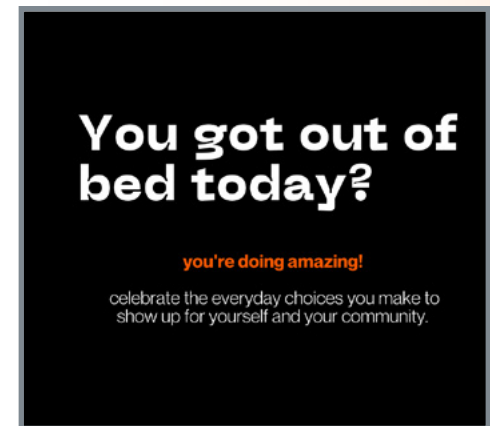 You got out of
bed today?
you're doing amazing!
celebrate the everyday choices you make to
show up for yourself and your community.